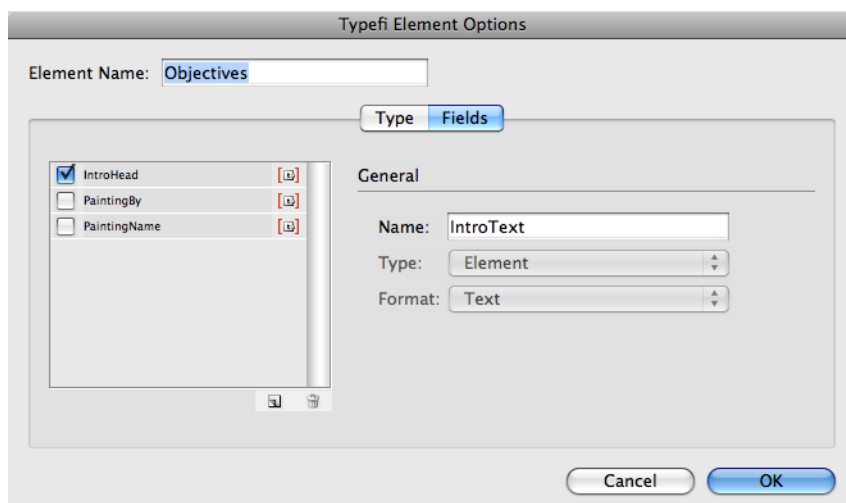 Typefi Element Options
Element Name: Objectives
Type Fields
IntroHead
PaintingBy
PaintingName
General
Name: IntroText
Type: Element
Format: Text
Cancel OK